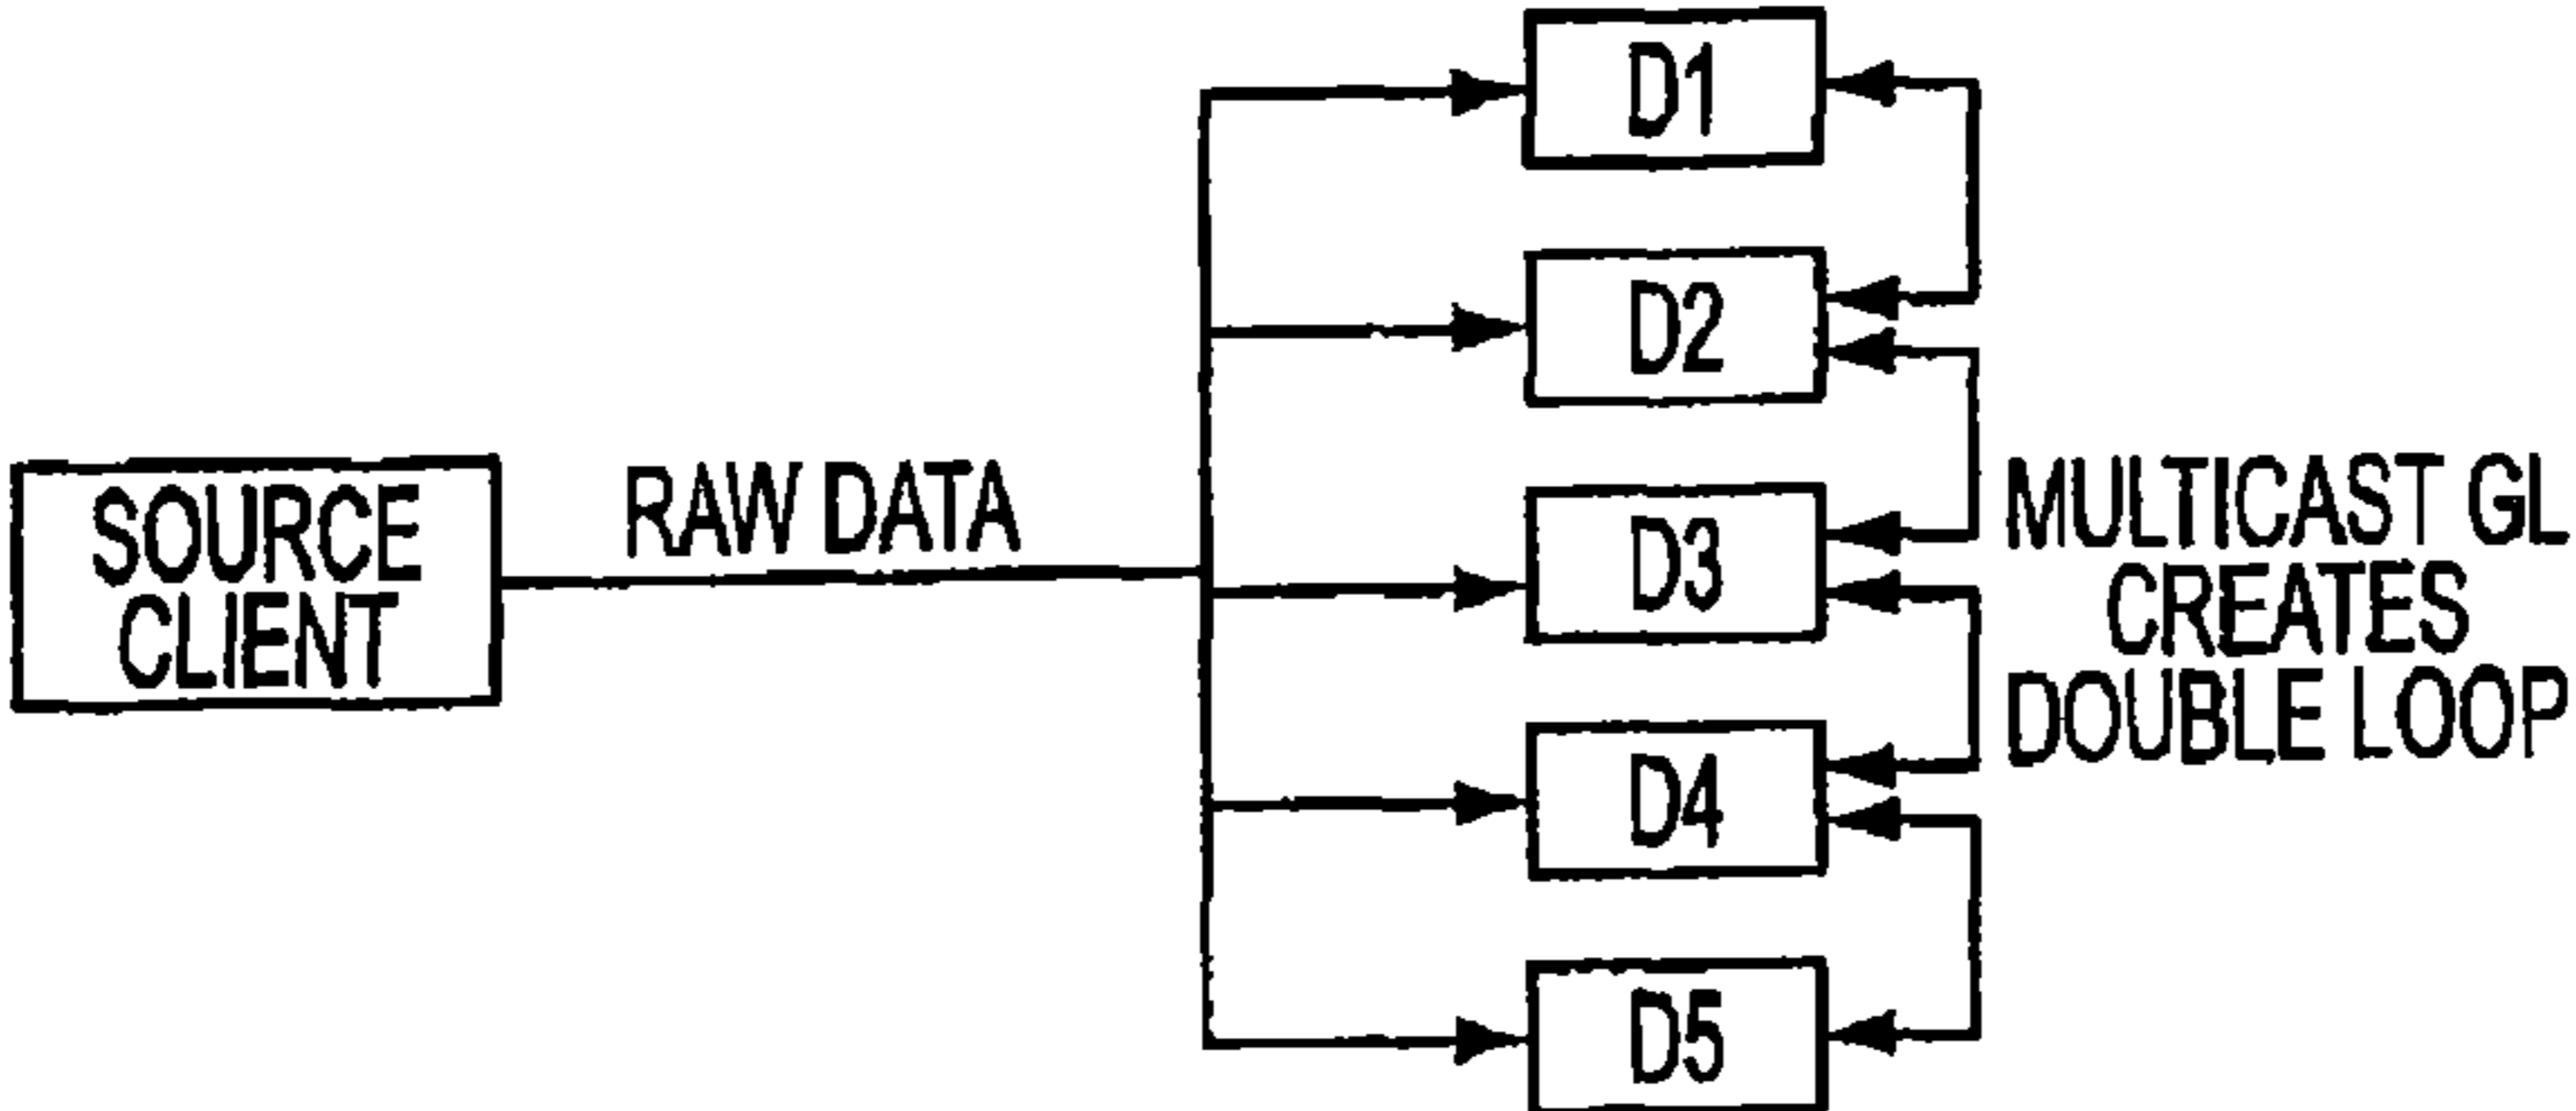 D1
D2
SOURCE
CLIENT
RAW DATA
D3
MULTICAST GL
CREATES
DOUBLE LOOP
D4
D5